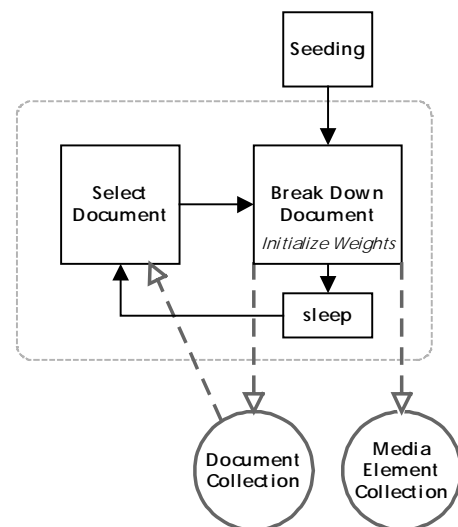 Seeding
Select
Document
Break Down
Document
Initialize Weights
sleep
Document
Collection
Media
Element
Collection